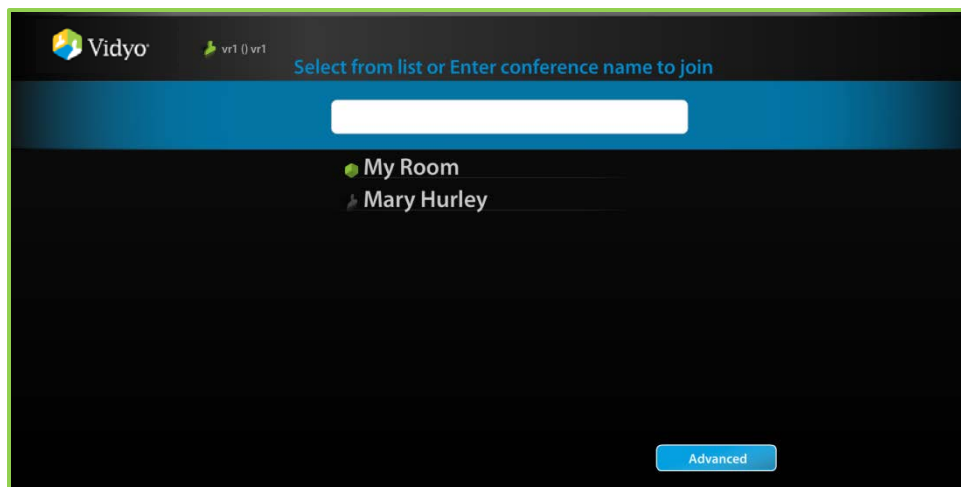 Vidyo
vr1 () vr1
Select from list or Enter conference name to join
My Room
Mary Hurley
Advanced